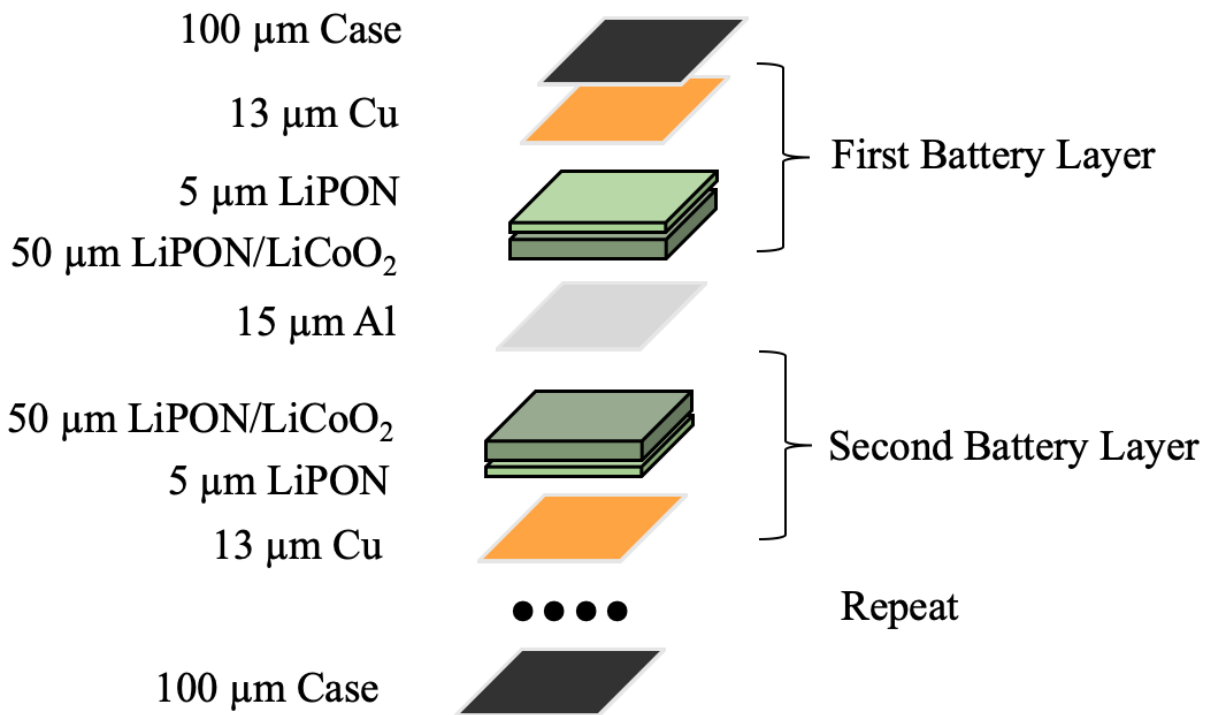 100 µm Case
13 µm Cu
First Battery Layer
5 µm LiPON
50 µm LiPON/LiCoO₂
15 µm Al
50 µm LiPON/LiCoO₂
Second Battery Layer
5 µm LiPON
13 µm Cu
Repeat
100 µm Case